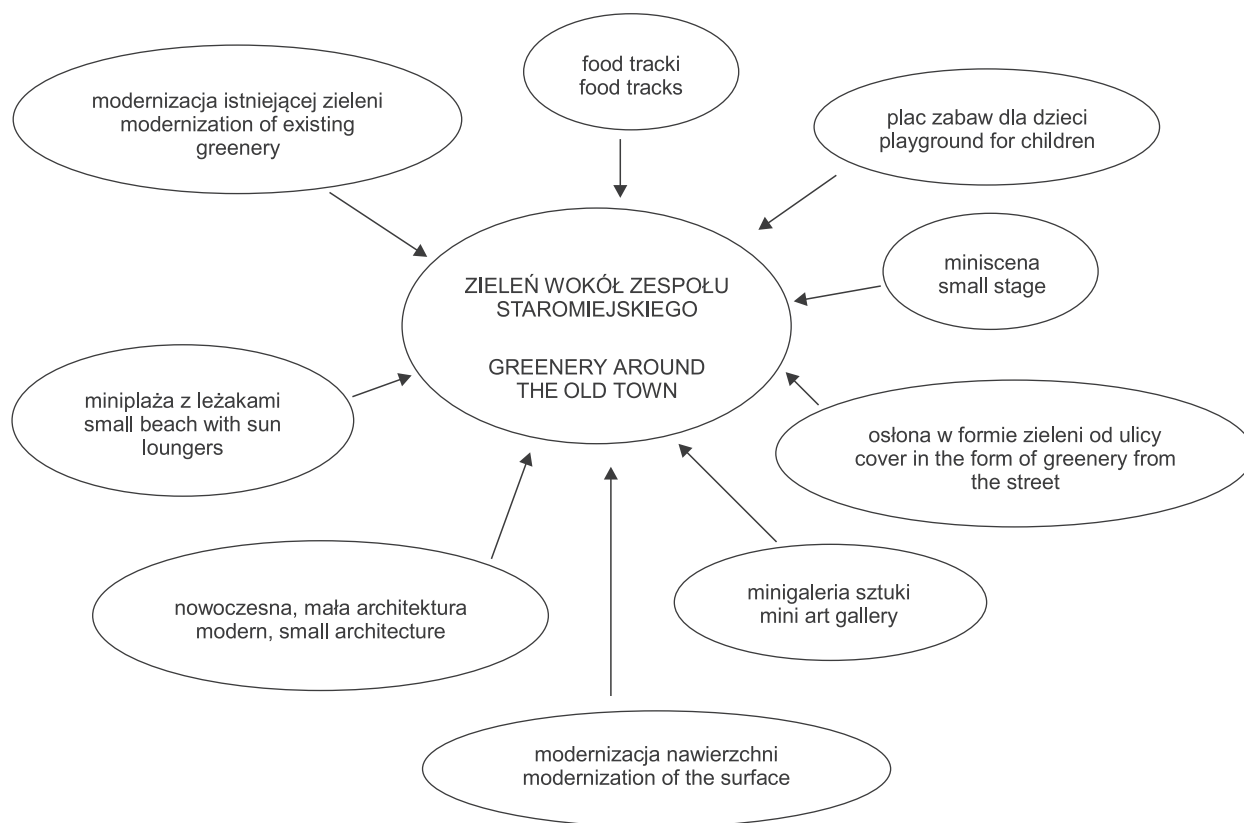 food tracki
food tracks
modernizacja istniejącej zieleni
modernization of existing
greenery
plac zabaw dla dzieci
playground for children
miniscena
small stage
ZIELEŃ WOKÓŁ ZESPOŁU
STAROMIEJSKIEGO
GREENERY AROUND
THE OLD TOWN
miniplaża z leżakami
small beach with sun
loungers
osłona w formie zieleni od ulicy
cover in the form of greenery from
the street
nowoczesna, mała architektura
modern, small architecture
minigaleria sztuki
mini art gallery
modernizacja nawierzchni
modernization of the surface